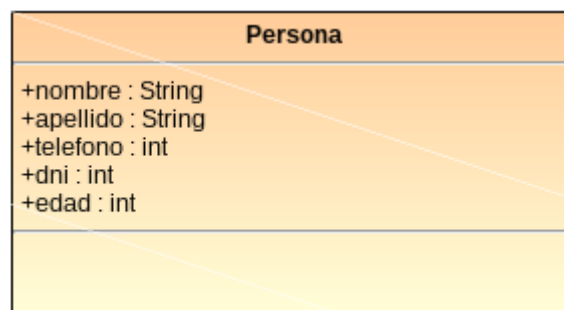 Persona
+nombre : String
+apellido : String
+telefono : int
+dni : int
+edad : int